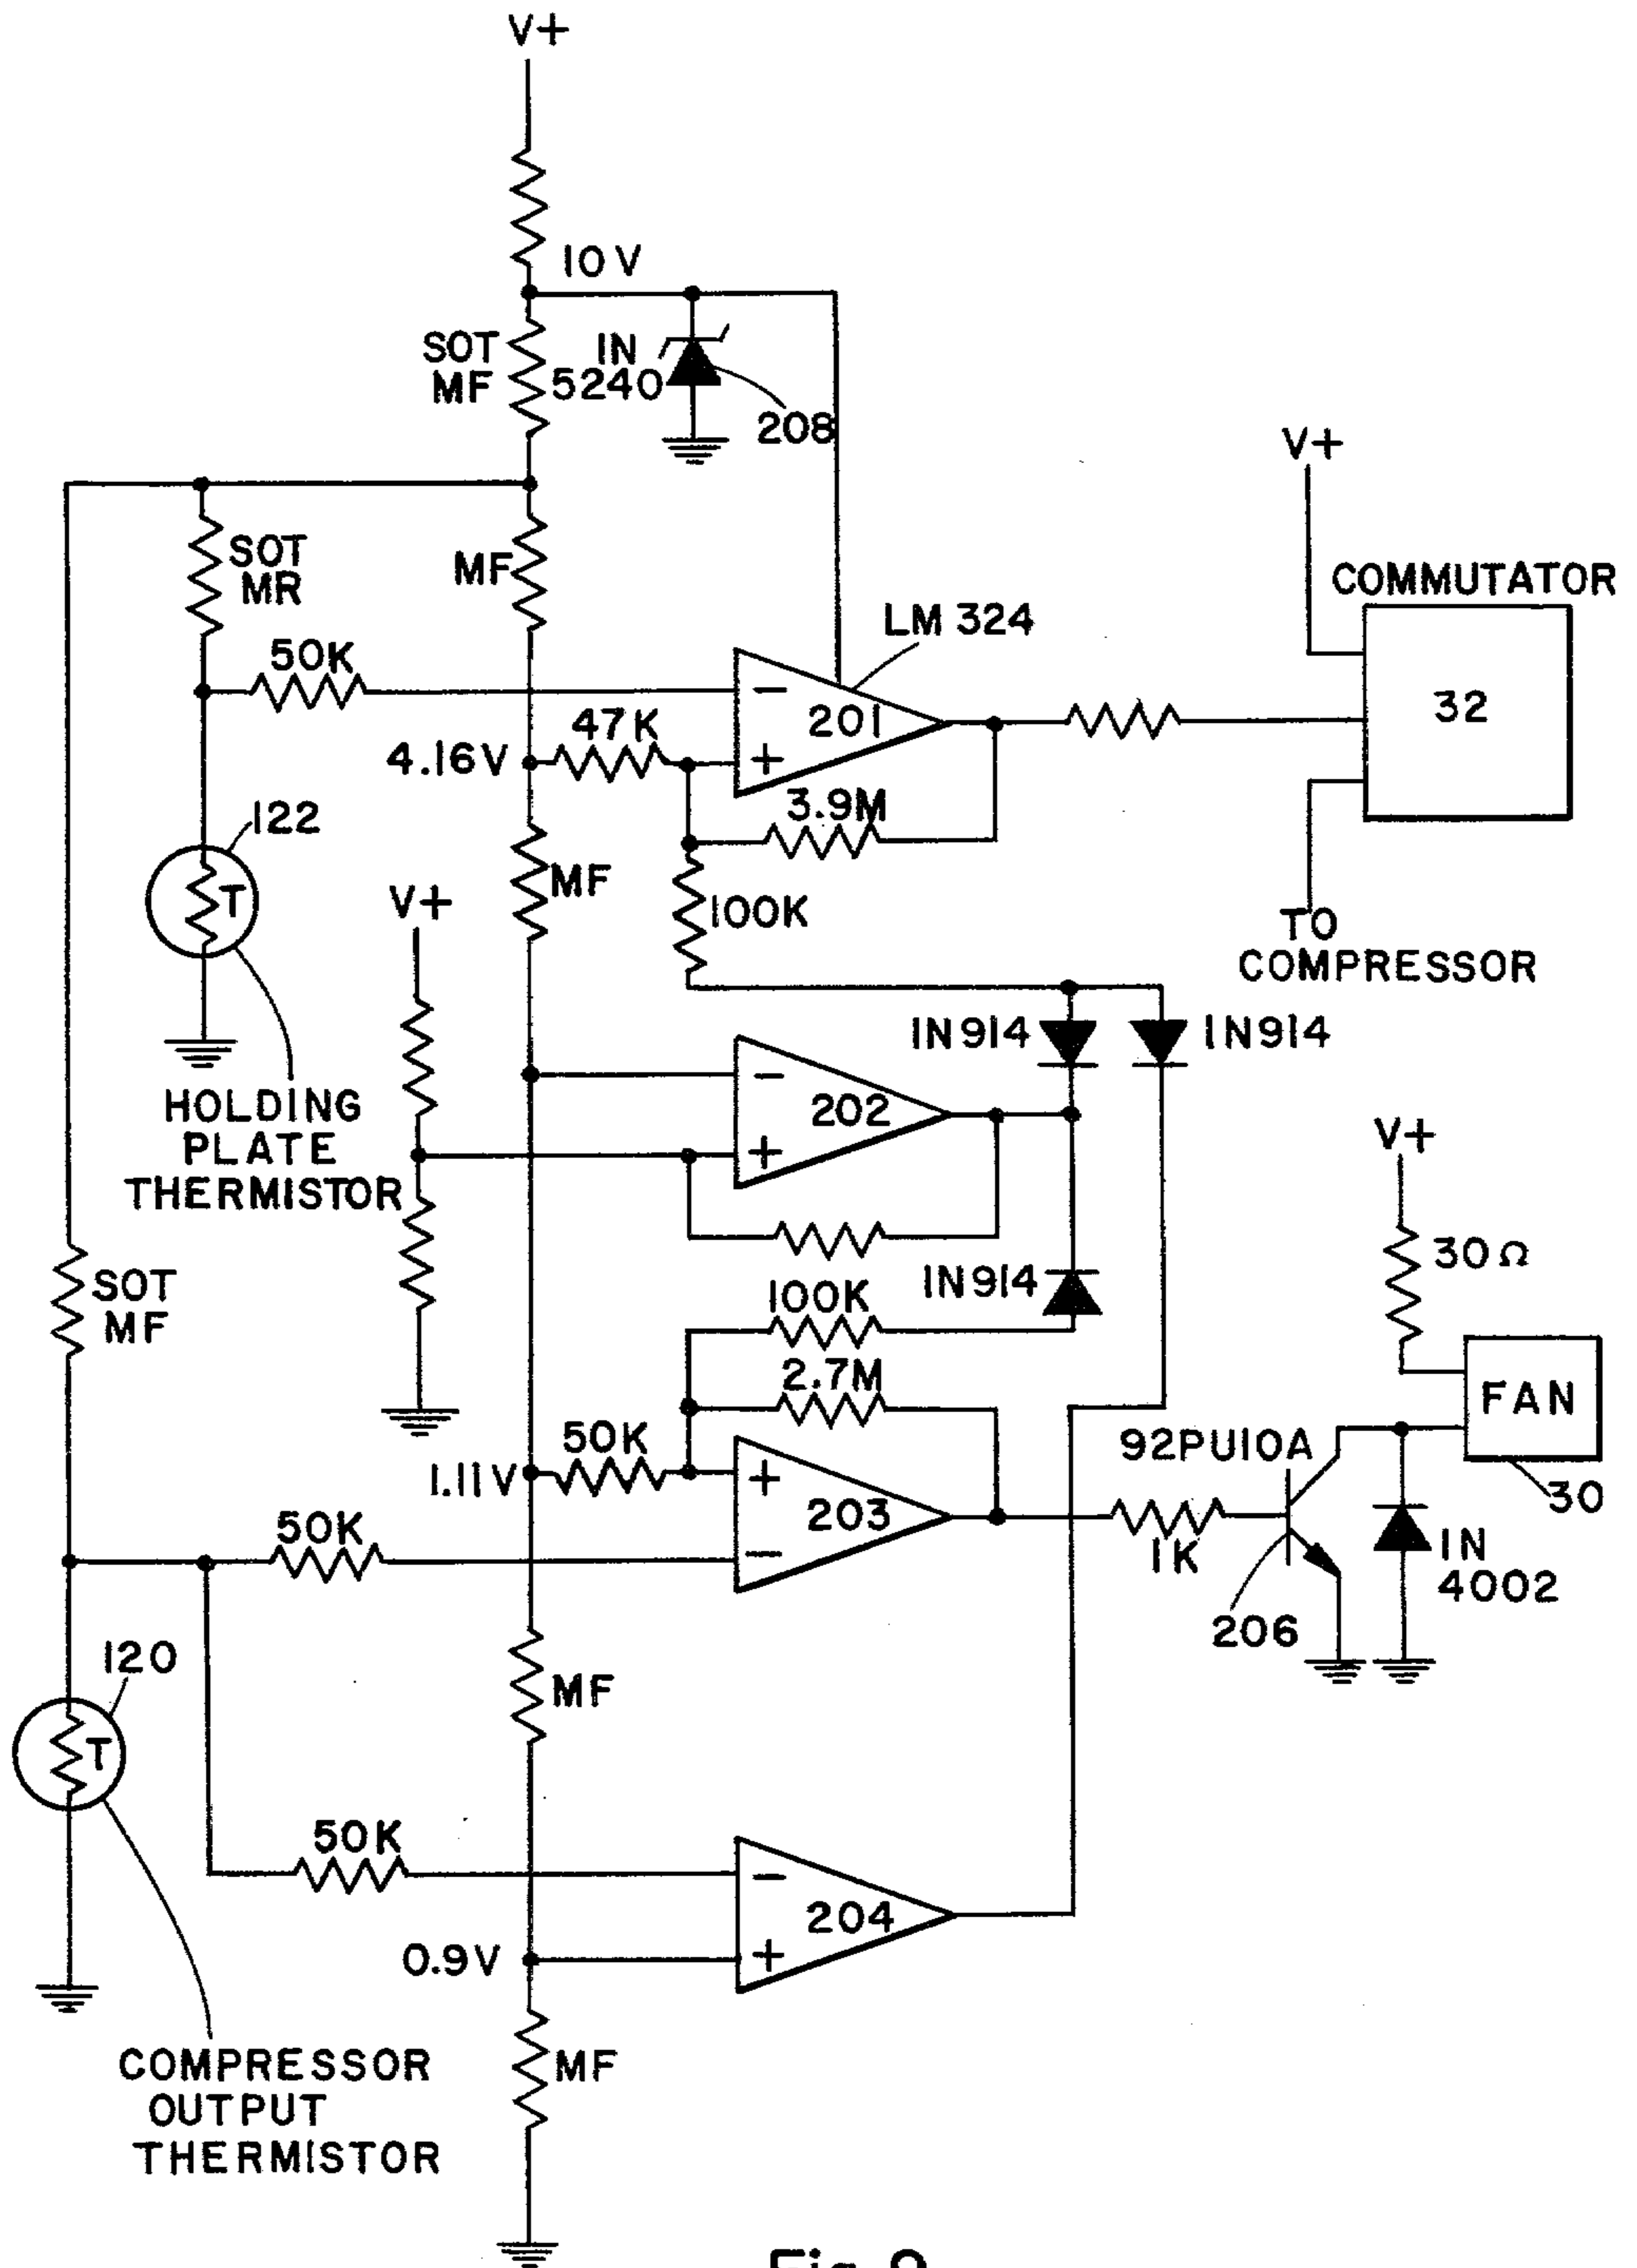 V+
10 V
SOT
MF
IN
5240
208
V+
SOT
MR
MF
COMMUTATOR
LM 324
50K
−
201
32
47K
4.16V
+
3.9M
122
T
MF
V+
100K
TO
COMPRESSOR
IN914
IN914
HOLDING
PLATE
THERMISTOR
−
202
+
V+
30Ω
SOT
MF
IN914
100K
2.7M
FAN
92PU10A
50K
1.11V
+
30
203
50K
−
1K
IN
4002
206
120
MF
T
50K
−
204
0.9V
+
COMPRESSOR
OUTPUT
THERMISTOR
MF